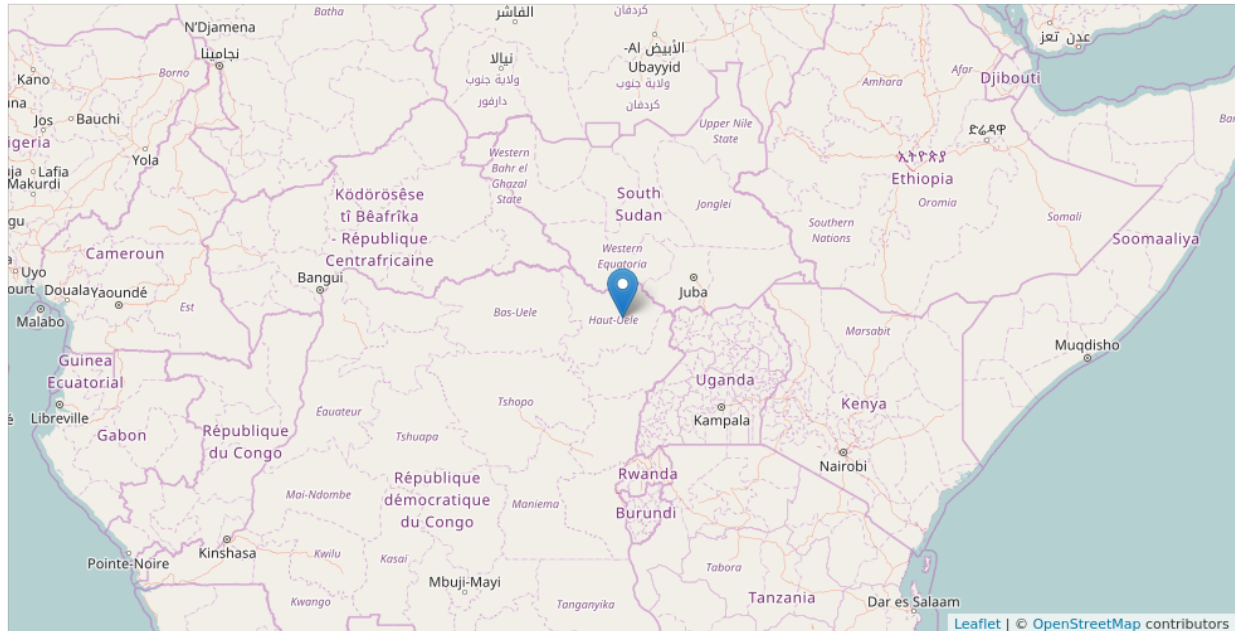 Batha
الفاشر
كردفان
N'Djamena
نجامينا
نيالا
الأبيض Al-
Ubayyid
عدن
تعز
Kano
Borno
ولاية جنوب
دارفور
ولاية جنوب
كردفان
Amhara
Afar
Djibouti
Jos
Bauchi
Upper Nile
State
ድሬዳዋ
igeria
Yola
Western
Bahr el
Ghazal
State
ኢትዮጵያ
Ethiopia
Lafia
Makurdi
Ködörösêse
tî Bêafrîka
- République
Centrafricaine
South
Sudan
Jonglei
Oromia
Southern
Nations
Somali
Soomaaliya
Cameroun
Western
Equatoria
Uyo
Bangui
Juba
Douala
Yaoundé
Est
Malabo
Bas-Uele
Haut-Uele
Marsabit
Muqdisho
Guinea
Ecuatorial
Uganda
Kenya
Libreville
Tshopo
Kampala
Équateur
Gabon
République
du Congo
Tshuapa
Nairobi
République
démocratique
du Congo
Rwanda
Mai-Ndombe
Maniema
Burundi
Kinshasa
Pointe-Noire
Kwilu
Kasaï
Tabora
Mbuji-Mayi
Kwango
Tanganyika
Tanzania
Dar es Salaam
Leaflet | © OpenStreetMap contributors